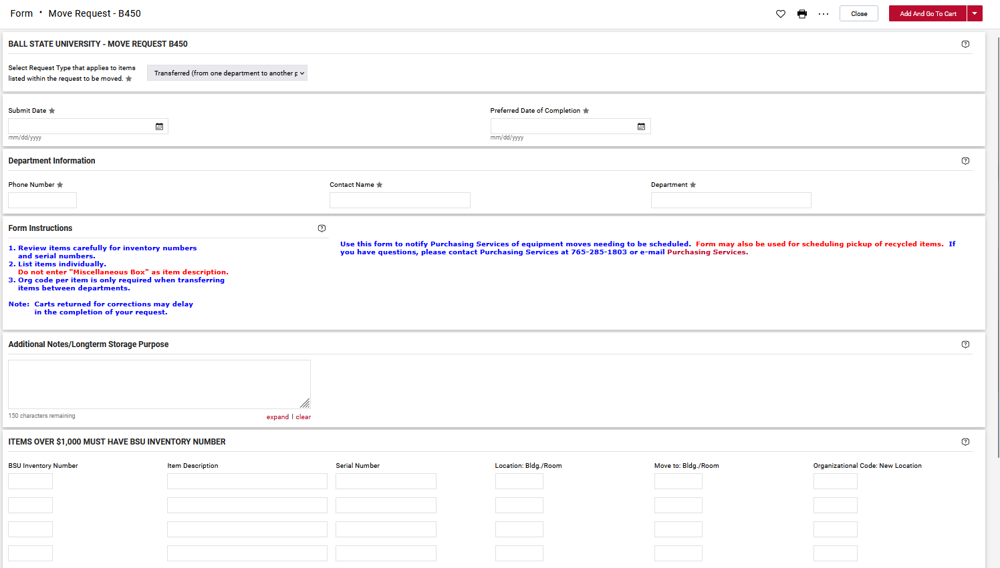 Form • Move Request - B450
Close
Add And Go To Cart
BALL STATE UNIVERSITY - MOVE REQUEST B450
Select Request Type that applies to items
listed within the request to be moved. ★
Transferred (from one department to another p
Submit Date ★
mm/dd/yyyy
Preferred Date of Completion ★
mm/dd/yyyy
Department Information
Phone Number ★
Contact Name ★
Department ★
Form Instructions
1. Review items carefully for inventory numbers
and serial numbers.
2. List items individually.
Do not enter "Miscellaneous Box" as item description.
3. Org code per item is only required when transferring
items between departments.
Note: Carts returned for corrections may delay
in the completion of your request.
Use this form to notify Purchasing Services of equipment moves needing to be scheduled. Form may also be used for scheduling pickup of recycled items. If
you have questions, please contact Purchasing Services at 765-285-1803 or e-mail Purchasing Services.
Additional Notes/Longterm Storage Purpose
150 characters remaining
expand | clear
ITEMS OVER $1,000 MUST HAVE BSU INVENTORY NUMBER
BSU Inventory Number
Item Description
Serial Number
Location: Bldg./Room
Move to: Bldg./Room
Organizational Code: New Location